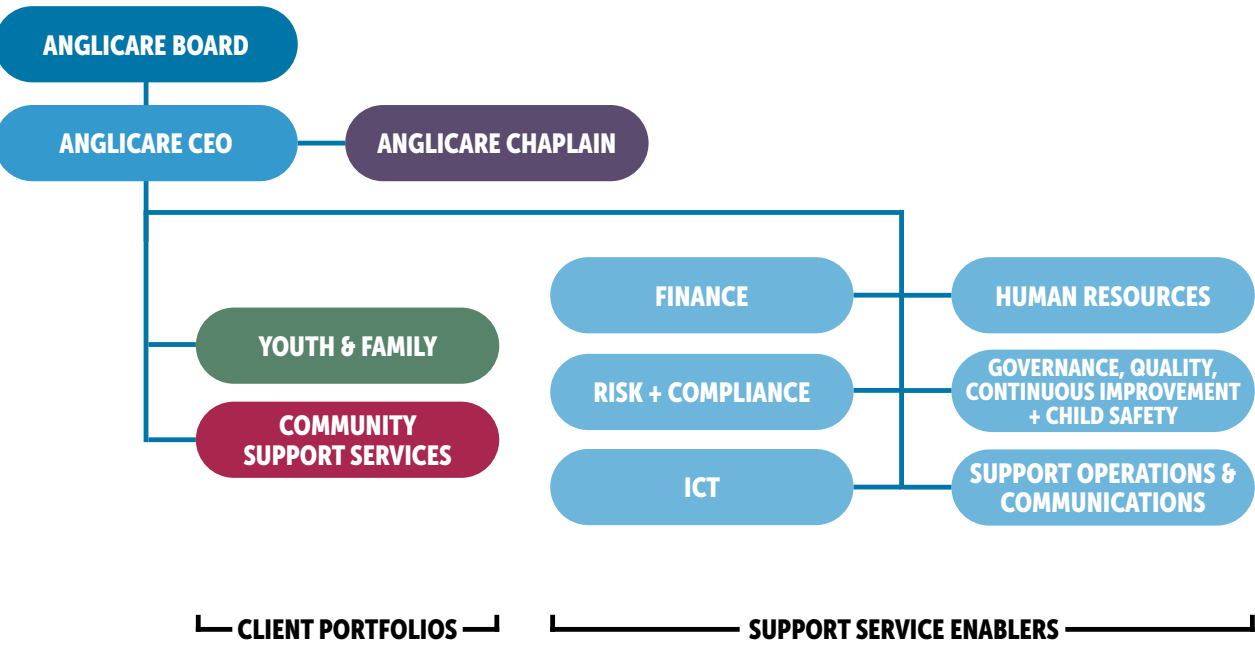 ANGLICARE BOARD
ANGLICARE CEO
ANGLICARE CHAPLAIN
YOUTH & FAMILY
COMMUNITY
SUPPORT SERVICES
FINANCE
HUMAN RESOURCES
RISK + COMPLIANCE
GOVERNANCE, QUALITY,
CONTINUOUS IMPROVEMENT
+ CHILD SAFETY
ICT
SUPPORT OPERATIONS &
COMMUNICATIONS
CLIENT PORTFOLIOS
SUPPORT SERVICE ENABLERS